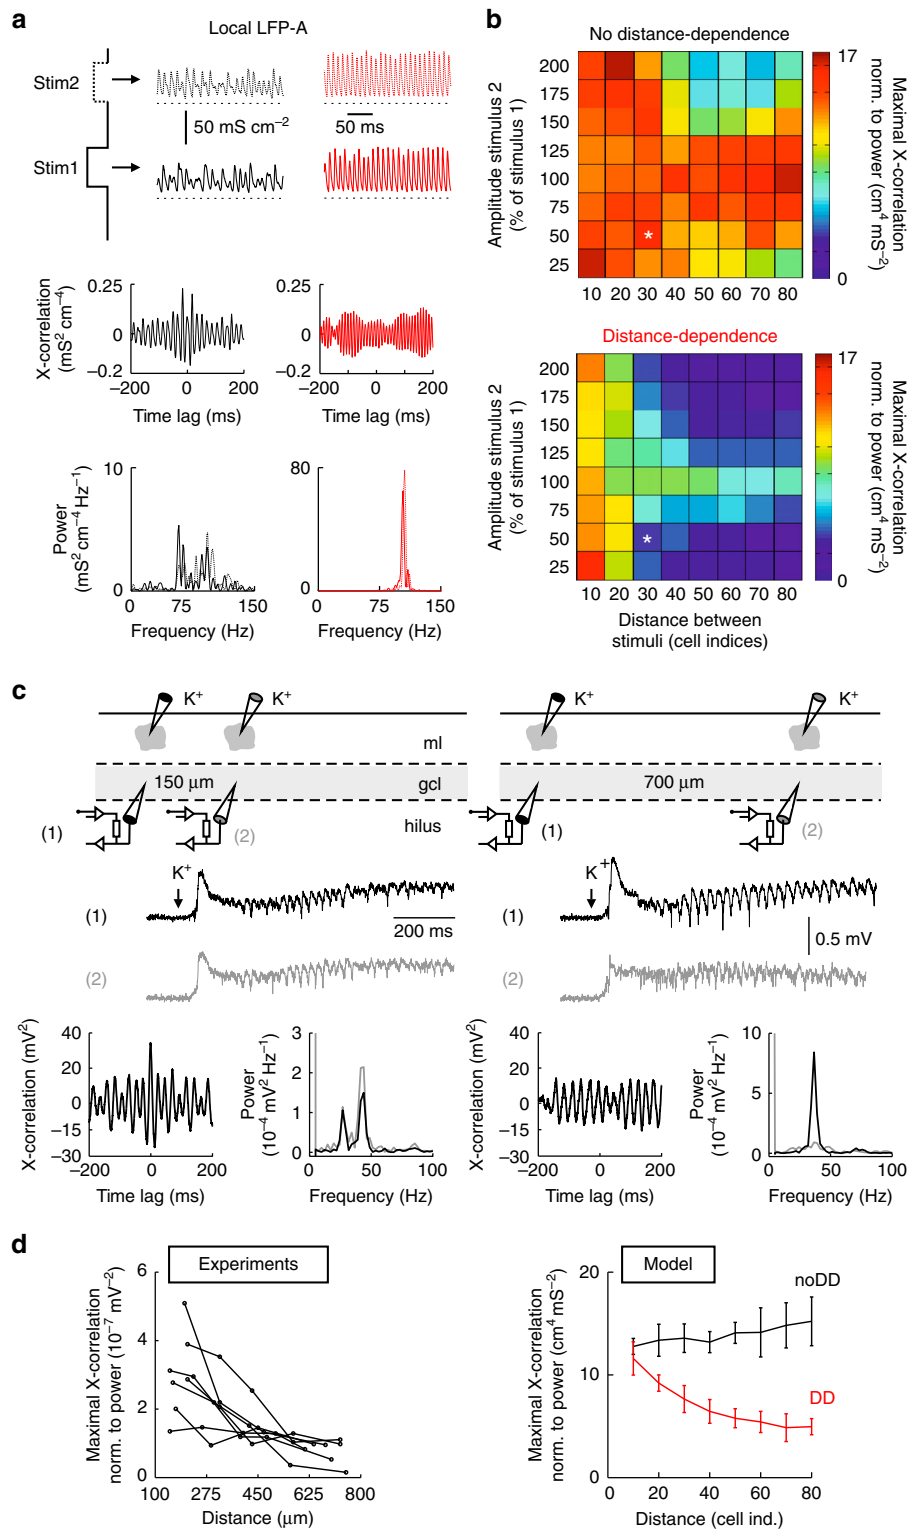 a
Local LFP-A
Stim2
50 mS cm−2
50 ms
Stim1
X-correlation
(mS2 cm−4)
0.25
0
−0.2
−200 0 200
Time lag (ms)
0.25
0
−0.2
−200 0 200
Time lag (ms)
Power
(mS2 cm−4 Hz−1)
10
0
0 75 150
Frequency (Hz)
80
0
0 75 150
Frequency (Hz)
b
No distance-dependence
Amplitude stimulus 2
(% of stimulus 1)
200
175
150
125
100
75
50
25
*
10 20 30 40 50 60 70 80
17
0
Maximal X-correlation
norm. to power (cm4 mS−2)
Distance-dependence
Amplitude stimulus 2
(% of stimulus 1)
200
175
150
125
100
75
50
25
*
10 20 30 40 50 60 70 80
Distance between
stimuli (cell indices)
17
0
Maximal X-correlation
norm. to power (cm4 mS−2)
c
K+ K+
ml
150 μm gcl
(1) (2) hilus
K+ K+
700 μm
(1) (2)
K+
(1)
200 ms
(2)
K+
(1)
0.5 mV
(2)
X-correlation (mV2)
40
20
0
−15
−30
−200 0 200
Time lag (ms)
Power
(10−4 mV2 Hz−1)
3
2
1
0
0 50 100
Frequency (Hz)
X-correlation (mV2)
40
20
0
−15
−30
−200 0 200
Time lag (ms)
Power
(10−4 mV2 Hz−1)
10
5
0
0 50 100
Frequency (Hz)
d
Experiments
Maximal X-correlation
norm. to power (10−7 mV−2)
6
4
2
0
100 275 450 625 800
Distance (μm)
Model
noDD
DD
Maximal X-correlation
norm. to power (cm4 mS−2)
20
10
0
0 20 40 60 80
Distance (cell ind.)